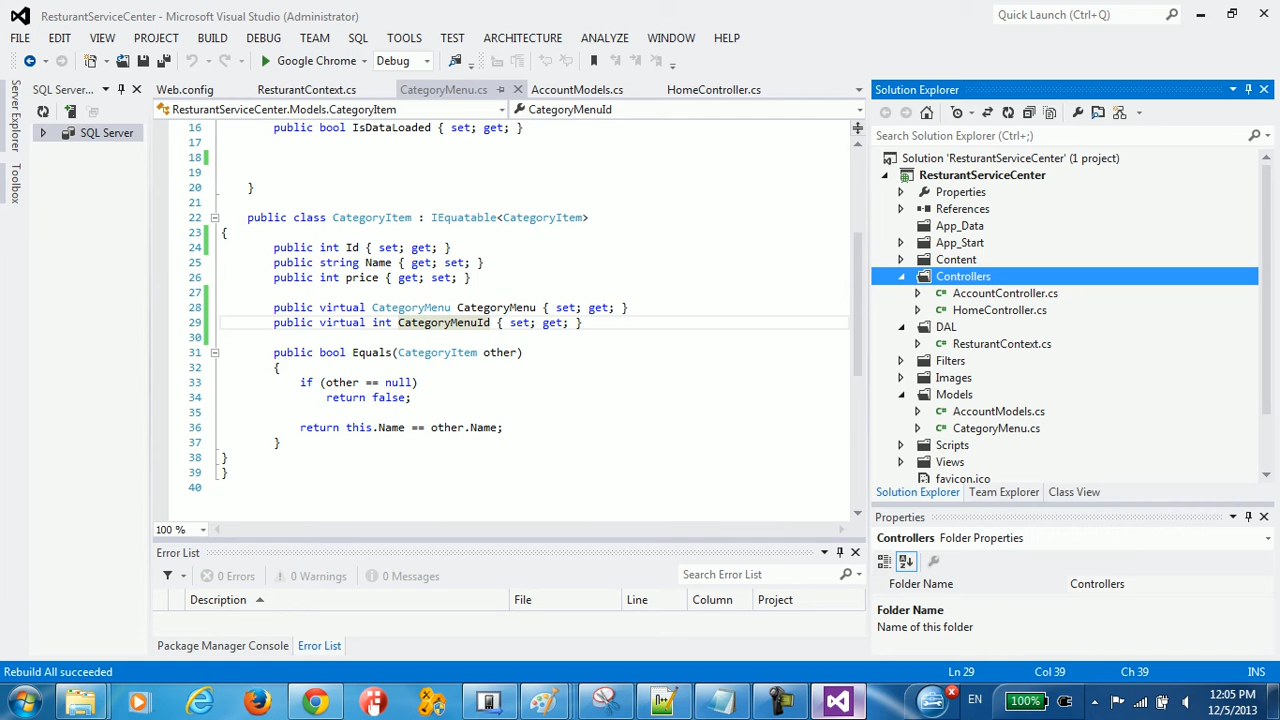 ResturantServiceCenter - Microsoft Visual Studio (Administrator)
Quick Launch (Ctrl+Q)
FILE EDIT VIEW PROJECT BUILD DEBUG TEAM SQL TOOLS TEST ARCHITECTURE ANALYZE WINDOW HELP
Google Chrome Debug
Server Explorer
Toolbox
SQL Server...
SQL Server
Web.config ResturantContext.cs CategoryMenu.cs AccountModels.cs HomeController.cs
ResturantServiceCenter.Models.CategoryItem CategoryMenuId
16 public bool IsDataLoaded { set; get; }
17
18
19
20 }
21
22 public class CategoryItem : IEquatable<CategoryItem>
23 {
24 public int Id { set; get; }
25 public string Name { get; set; }
26 public int price { get; set; }
27
28 public virtual CategoryMenu CategoryMenu { set; get; }
29 public virtual int CategoryMenuId { set; get; }
30
31 public bool Equals(CategoryItem other)
32 {
33 if (other == null)
34 return false;
35
36 return this.Name == other.Name;
37 }
38 }
39 }
40
100 %
Error List
0 Errors 0 Warnings 0 Messages
Search Error List
Description File Line Column Project
Package Manager Console Error List
Solution Explorer
Search Solution Explorer (Ctrl+;)
Solution 'ResturantServiceCenter' (1 project)
ResturantServiceCenter
Properties
References
App_Data
App_Start
Content
Controllers
AccountController.cs
HomeController.cs
DAL
ResturantContext.cs
Filters
Images
Models
AccountModels.cs
CategoryMenu.cs
Scripts
Views
favicon.ico
Solution Explorer Team Explorer Class View
Properties
Controllers Folder Properties
Folder Name Controllers
Folder Name
Name of this folder
Rebuild All succeeded Ln 29 Col 39 Ch 39 INS
EN 100% 12:05 PM
12/5/2013